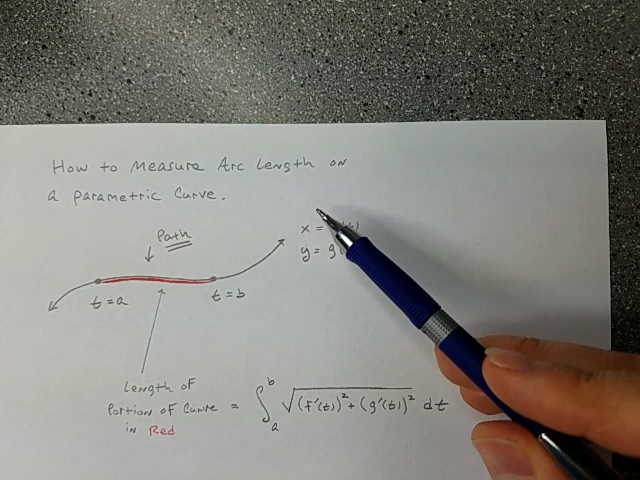 How to Measure Arc Length on
a Parametric Curve.
Path
x =
y = g
t = a
t = b
Length of
Portion of Curve = ∫ₐᵇ √(f'(t))² + (g'(t))² dt
in Red